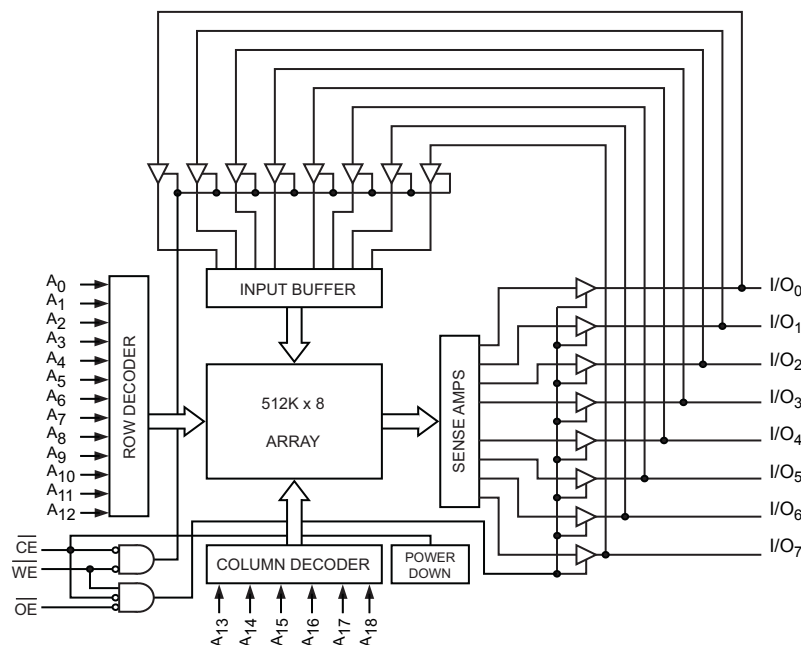 INPUT BUFFER
A0
A1
A2
A3
A4
A5
A6
A7
A8
A9
A10
A11
A12
ROW DECODER
512K x 8
ARRAY
SENSE AMPS
I/O0
I/O1
I/O2
I/O3
I/O4
I/O5
I/O6
I/O7
CE
WE
OE
COLUMN DECODER
POWER
DOWN
A13
A14
A15
A16
A17
A18